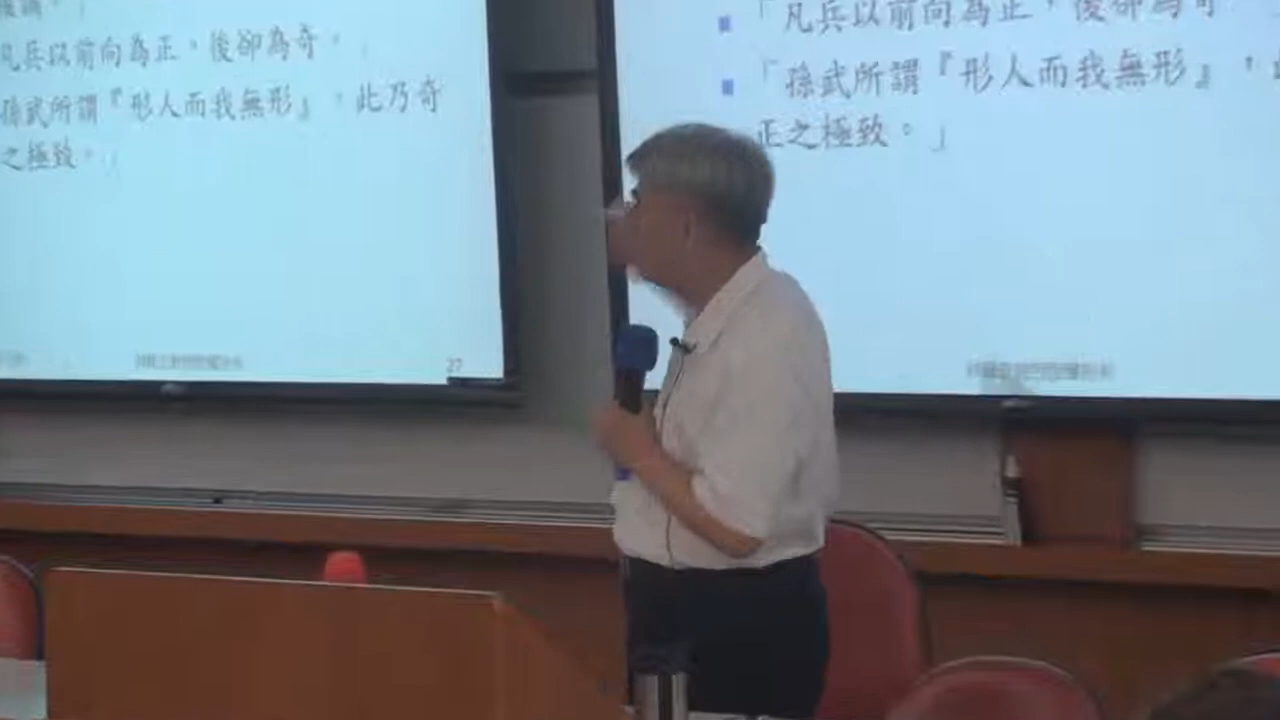 凡兵以前向為正，後卻為奇。」
孫武所謂『形人而我無形』，此乃奇
之極致。」
27
「凡兵以前向為正，後卻為奇
「孫武所謂『形人而我無形』，
正之極致。」